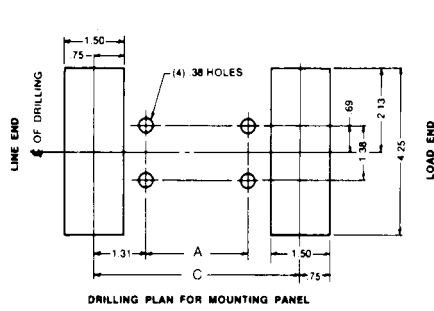 1.50
.75
(4) .38 HOLES
LINE END
℄ OF DRILLING
.69
1.38
2.13
4.25
LOAD END
1.31
A
1.50
C
.75
DRILLING PLAN FOR MOUNTING PANEL